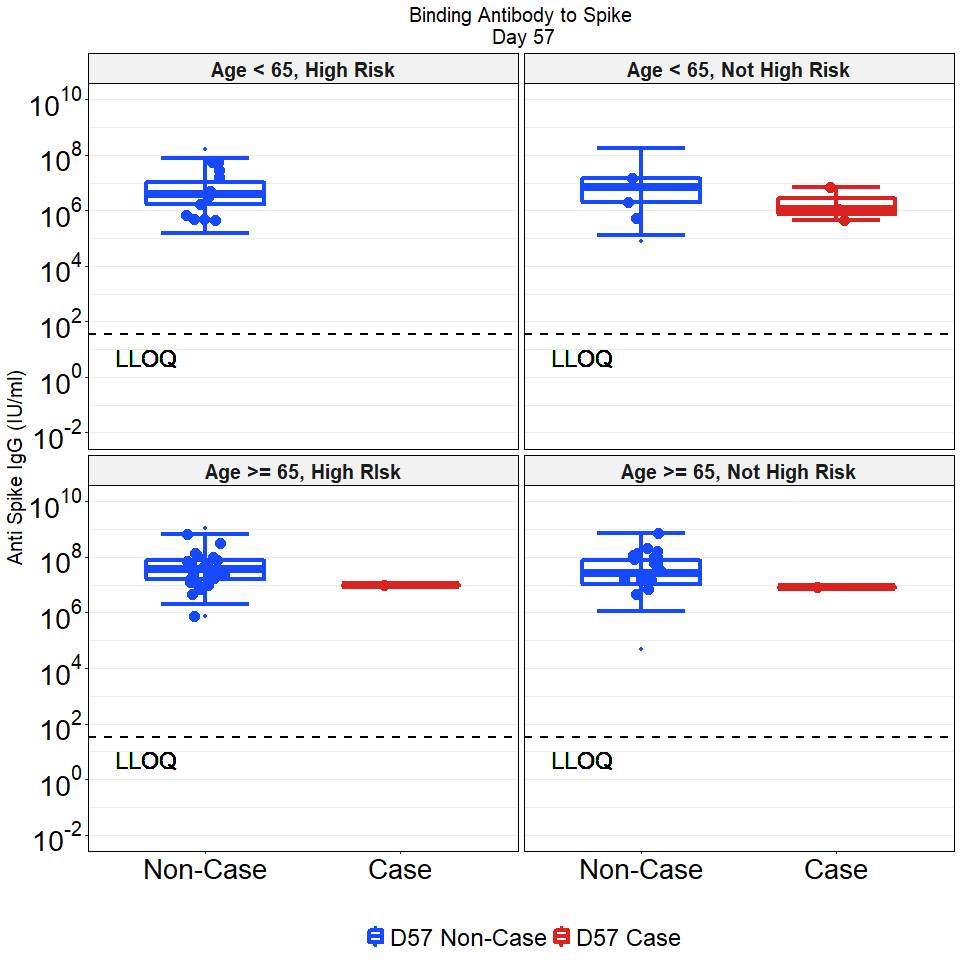 Binding Antibody to Spike
Day 57
Age < 65, High Risk
Age < 65, Not High Risk
10^10
10^8
10^6
10^4
10^2
10^0
10^-2
LLOQ
LLOQ
Anti Spike IgG (IU/ml)
Age >= 65, High RIsk
Age >= 65, Not High Risk
10^10
10^8
10^6
10^4
10^2
10^0
10^-2
LLOQ
LLOQ
Non-Case Case Non-Case Case
D57 Non-Case D57 Case